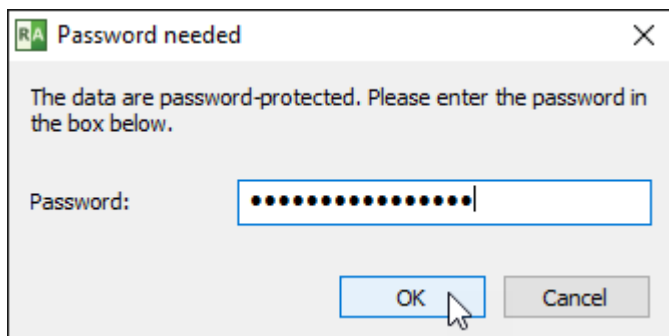 RA Password needed
The data are password-protected. Please enter the password in
the box below.
Password: ••••••••••••••••
OK Cancel